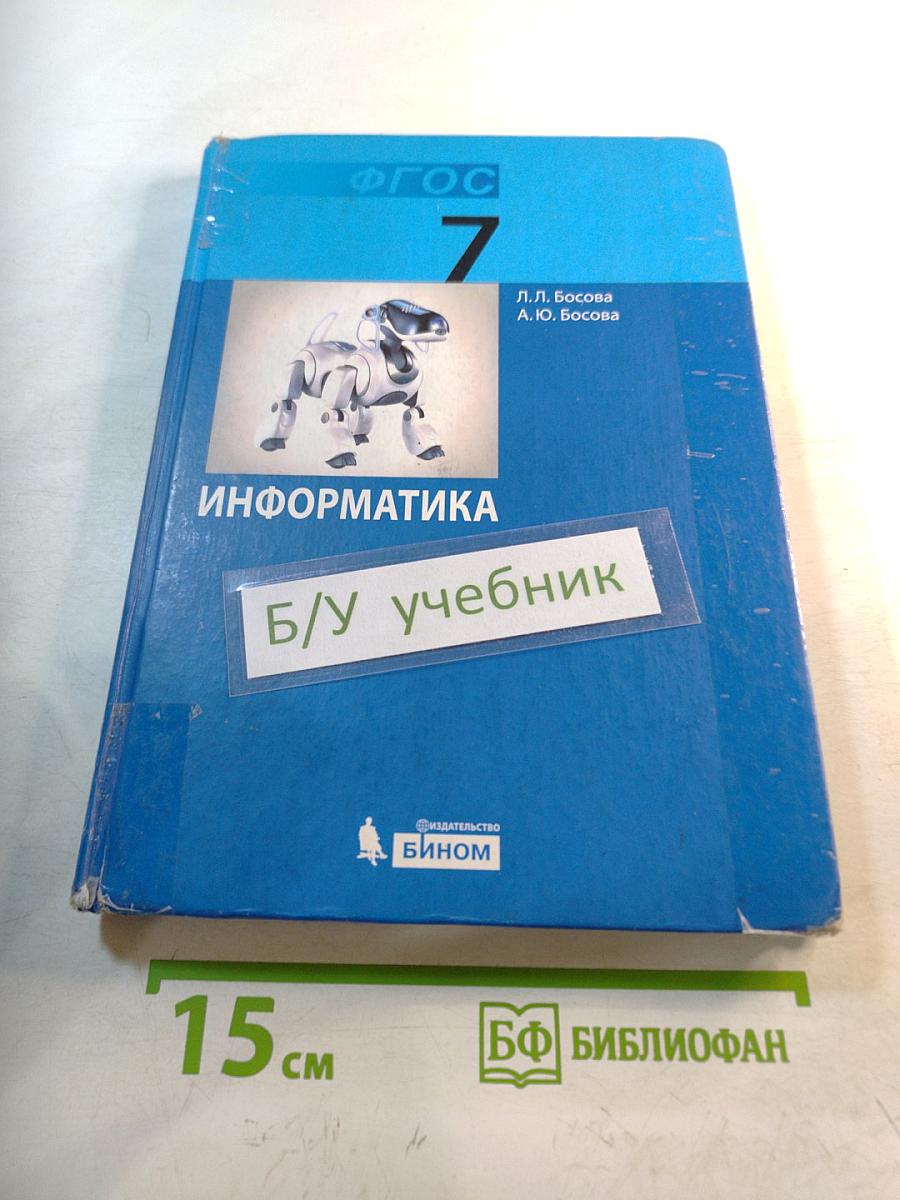 ФГОС
7
Л.Л. Босова
А.Ю. Босова
ИНФОРМАТИКА
Б/У учебник
ИЗДАТЕЛЬСТВО
БИНОМ
15 см
БФ БИБЛИОФАН